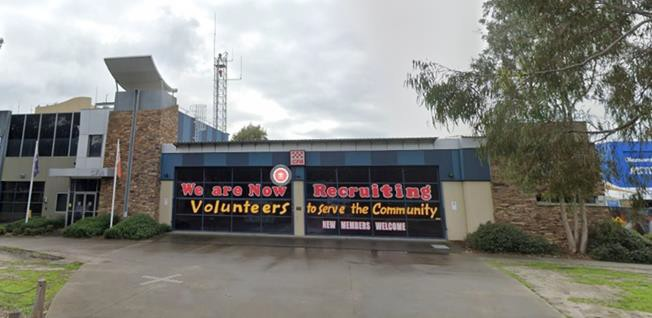 We are Now Recruiting
Volunteers to serve the Community
NEW MEMBERS WELCOME